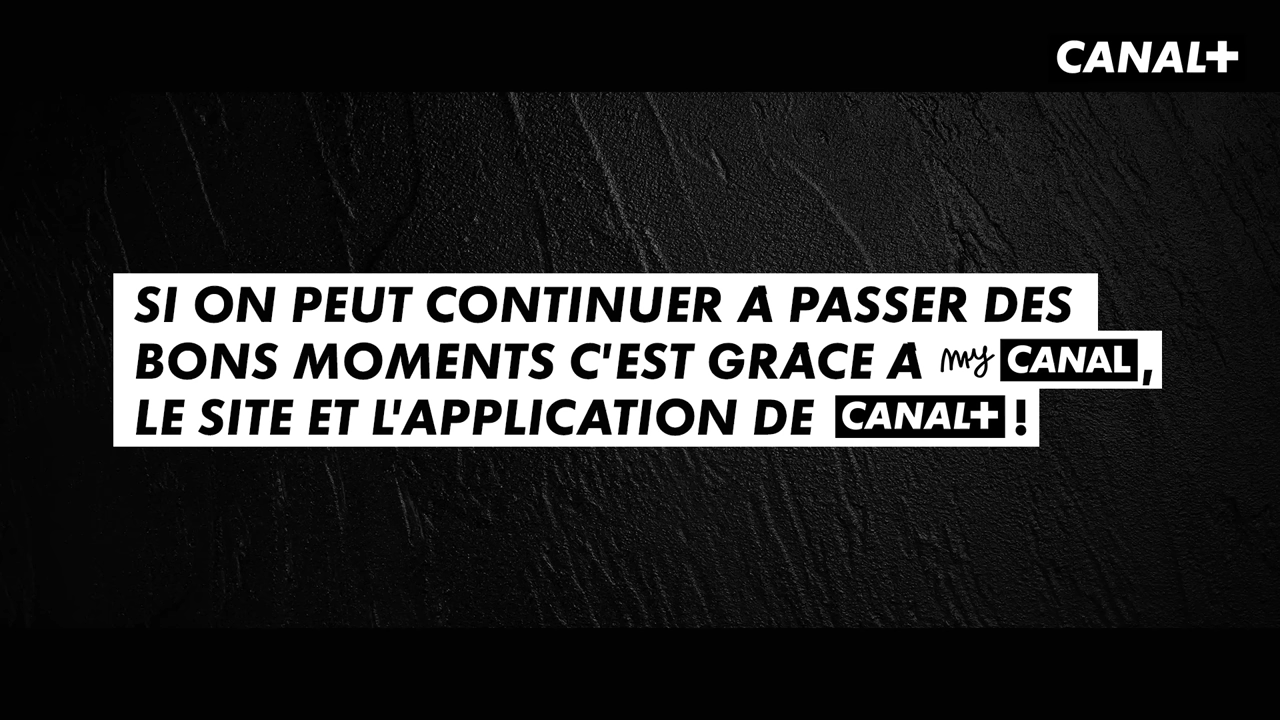 CANAL+
SI ON PEUT CONTINUER A PASSER DES
BONS MOMENTS C'EST GRACE A my CANAL,
LE SITE ET L'APPLICATION DE CANAL+ !